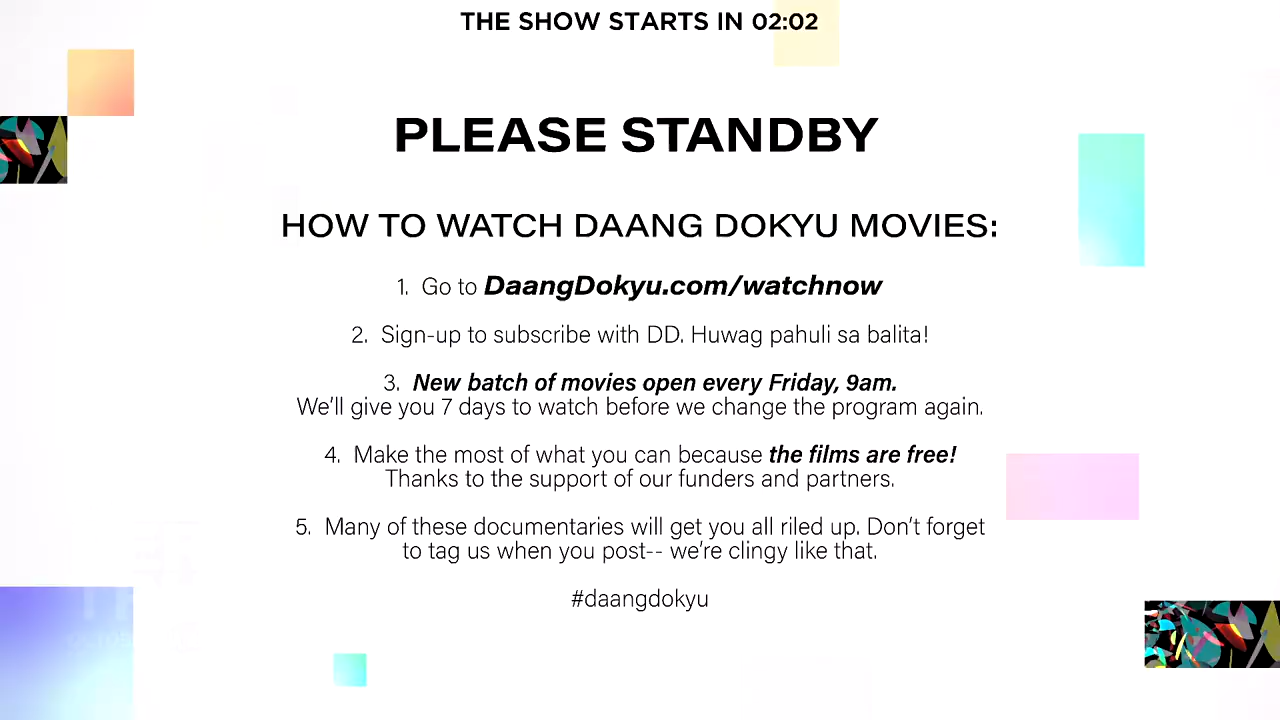 THE SHOW STARTS IN 02:02
PLEASE STANDBY
HOW TO WATCH DAANG DOKYU MOVIES:
1. Go to DaangDokyu.com/watchnow
2. Sign-up to subscribe with DD. Huwag pahuli sa balita!
3. New batch of movies open every Friday, 9am.
We'll give you 7 days to watch before we change the program again.
4. Make the most of what you can because the films are free!
Thanks to the support of our funders and partners.
5. Many of these documentaries will get you all riled up. Don't forget
to tag us when you post-- we're clingy like that.
#daangdokyu